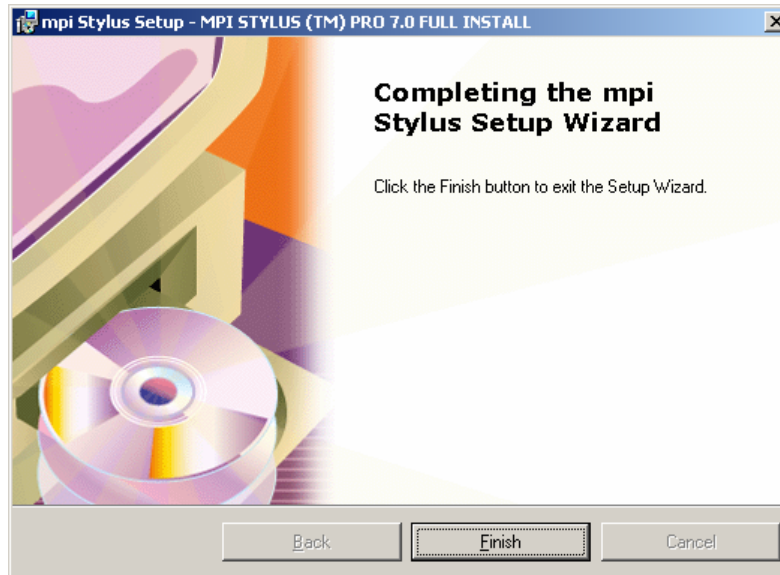 mpi Stylus Setup - MPI STYLUS (TM) PRO 7.0 FULL INSTALL
Completing the mpi
Stylus Setup Wizard
Click the Finish button to exit the Setup Wizard.
Back
Finish
Cancel